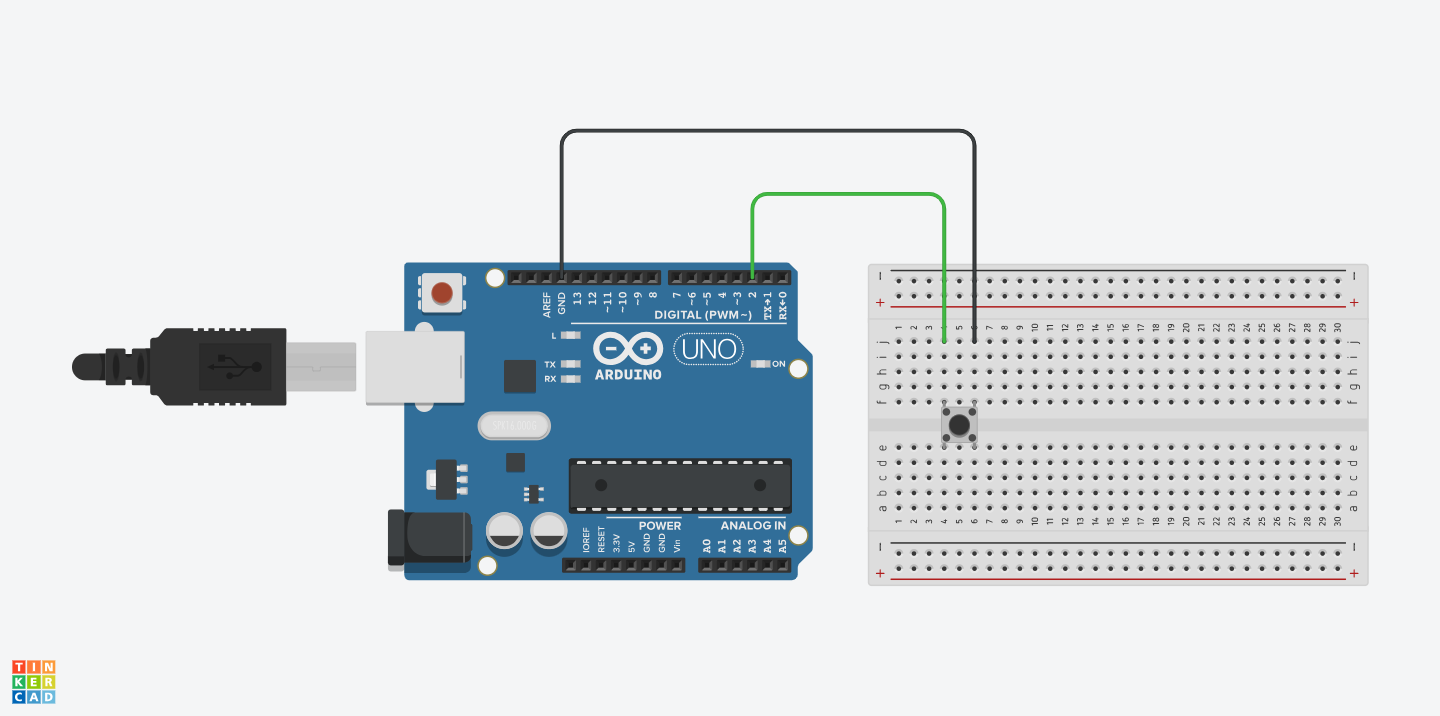 AREF
GND
13
12
~11
~10
~9
8
7
~6
~5
4
~3
2
TX→1
RX←0
DIGITAL (PWM~)
L
TX
RX
ARDUINO
UNO
ON
POWER
ANALOG IN
IOREF
RESET
3.3V
5V
GND
GND
Vin
A0
A1
A2
A3
A4
A5
− −
+ +
1 2 3 4 5 6 7 8 9 10 11 12 13 14 15 16 17 18 19 20 21 22 23 24 25 26 27 28 29 30
j j
i i
h h
g g
f f
e e
d d
c c
b b
a a
1 2 3 4 5 6 7 8 9 10 11 12 13 14 15 16 17 18 19 20 21 22 23 24 25 26 27 28 29 30
− −
+ +
TIN
KER
CAD